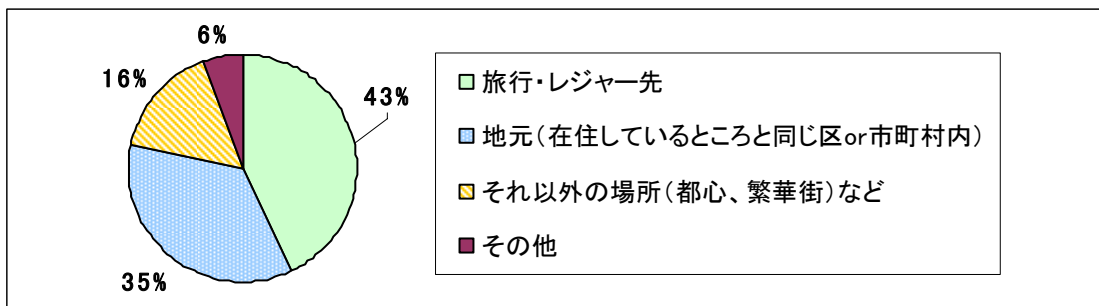 6%
16%
43%
35%
旅行・レジャー先
地元（在住しているところと同じ区or市町村内）
それ以外の場所（都心、繁華街）など
その他